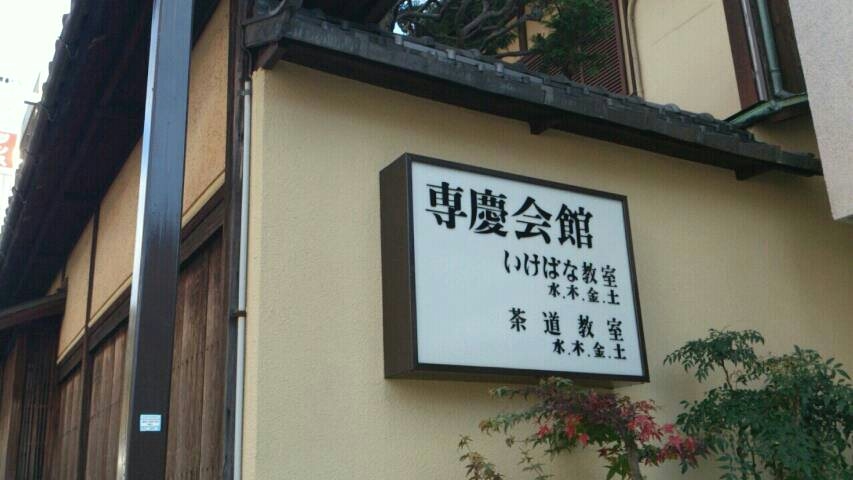 専慶会館
いけばな教室
水.木.金.土
茶道教室
水.木.金.土